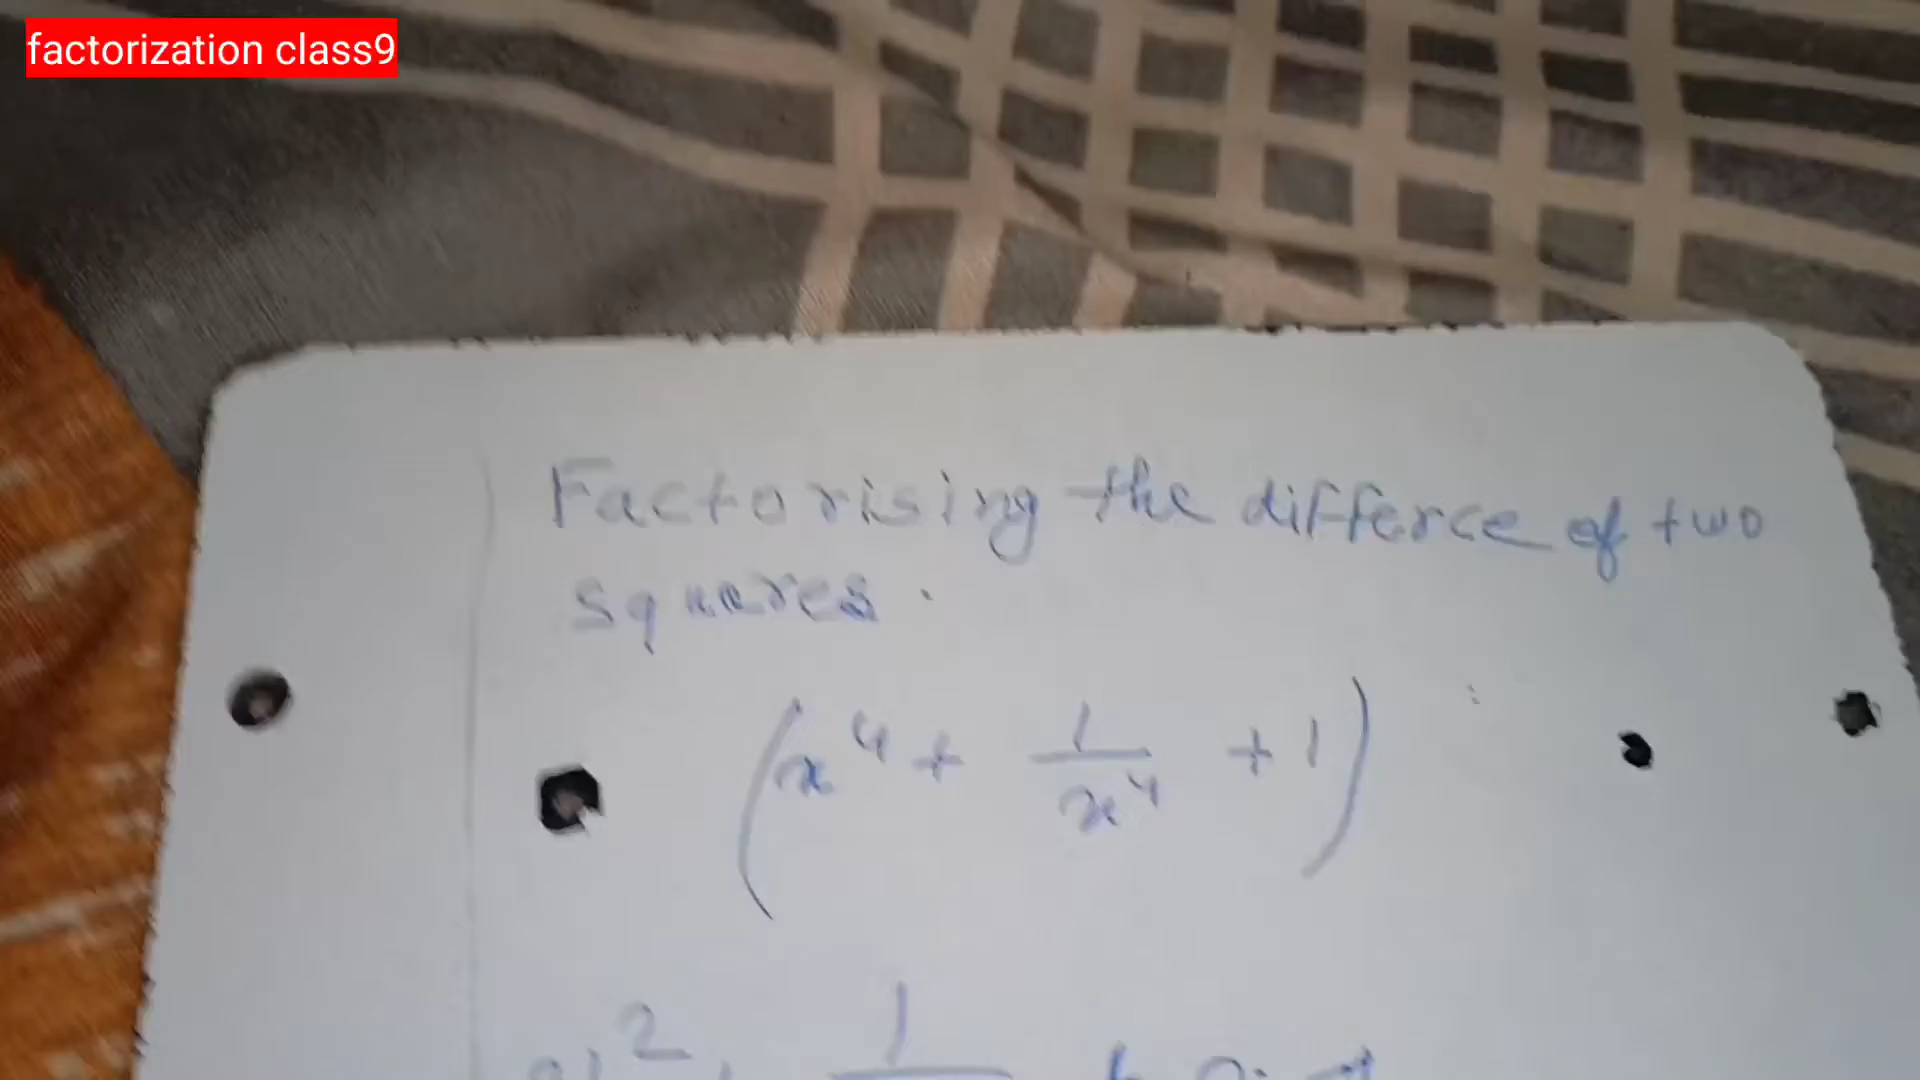 factorization class9
Factorising the differce of two
squares.
(x⁴ + 1/x⁴ + 1)